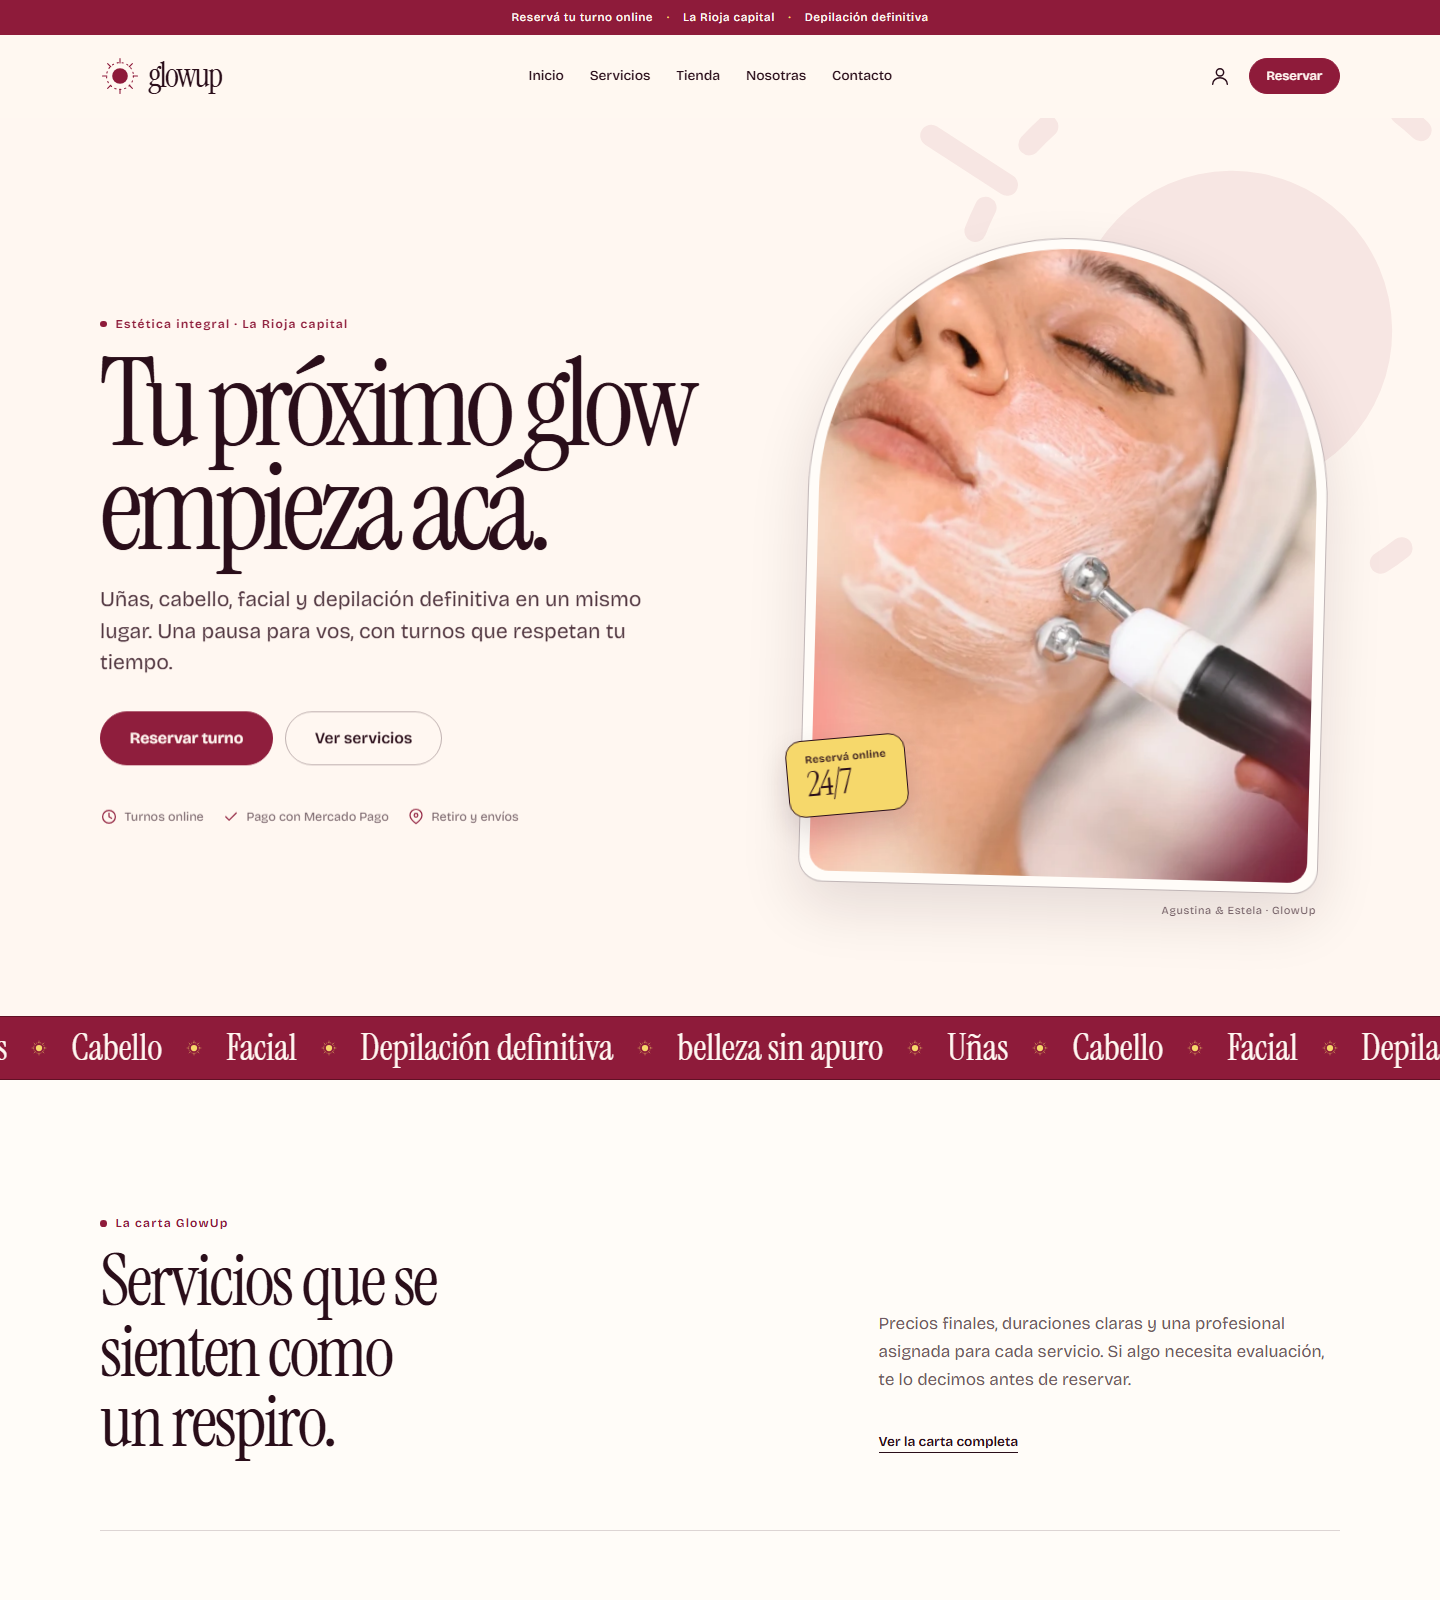 Reservá tu turno online · La Rioja capital · Depilación definitiva
glowup
Inicio Servicios Tienda Nosotras Contacto
Reservar
Estética integral · La Rioja capital
Tu próximo glow
empieza acá.
Uñas, cabello, facial y depilación definitiva en un mismo
lugar. Una pausa para vos, con turnos que respetan tu
tiempo.
Reservar turno
Ver servicios
Turnos online
Pago con Mercado Pago
Retiro y envíos
Reservá online
24/7
Agustina & Estela · GlowUp
s Cabello Facial Depilación definitiva belleza sin apuro Uñas Cabello Facial Depila
La carta GlowUp
Servicios que se
sienten como
un respiro.
Precios finales, duraciones claras y una profesional
asignada para cada servicio. Si algo necesita evaluación,
te lo decimos antes de reservar.
Ver la carta completa